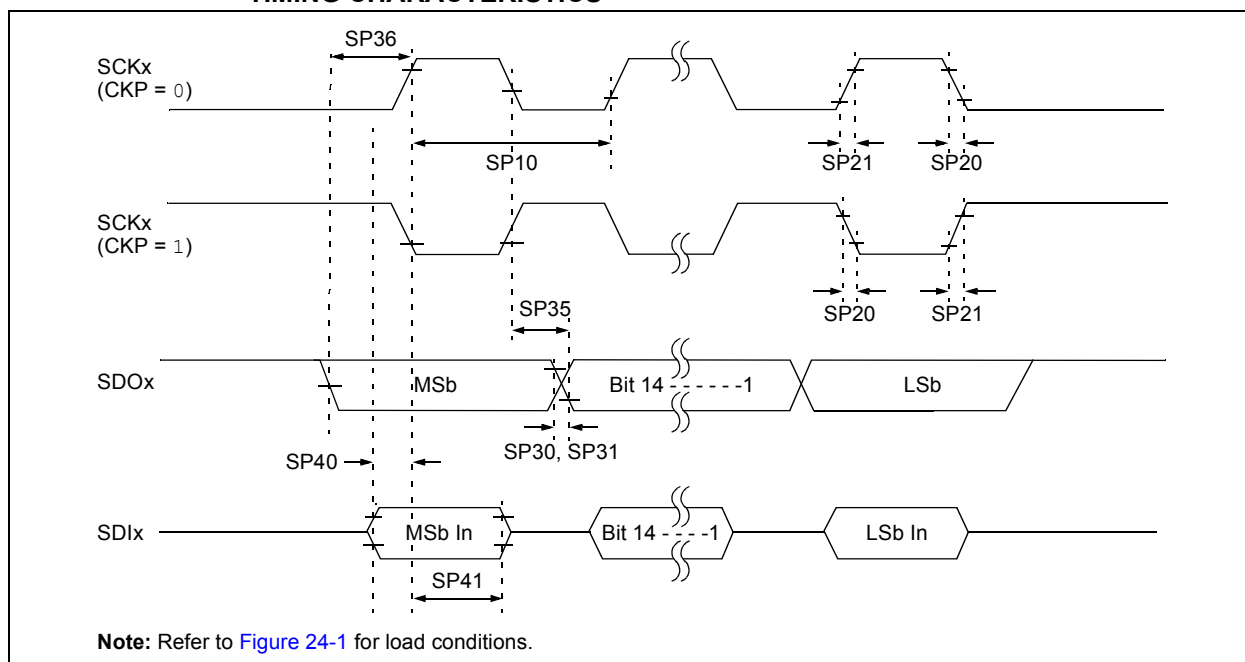 TIMING CHARACTERISTICS
SP36
SCKx
(CKP = 0)
SP10
SP21
SP20
SCKx
(CKP = 1)
SP35
SP20
SP21
SDOx
MSb
Bit 14 - - - - - -1
LSb
SP40
SP30, SP31
SDIx
MSb In
Bit 14 - - - -1
LSb In
SP41
Note: Refer to Figure 24-1 for load conditions.